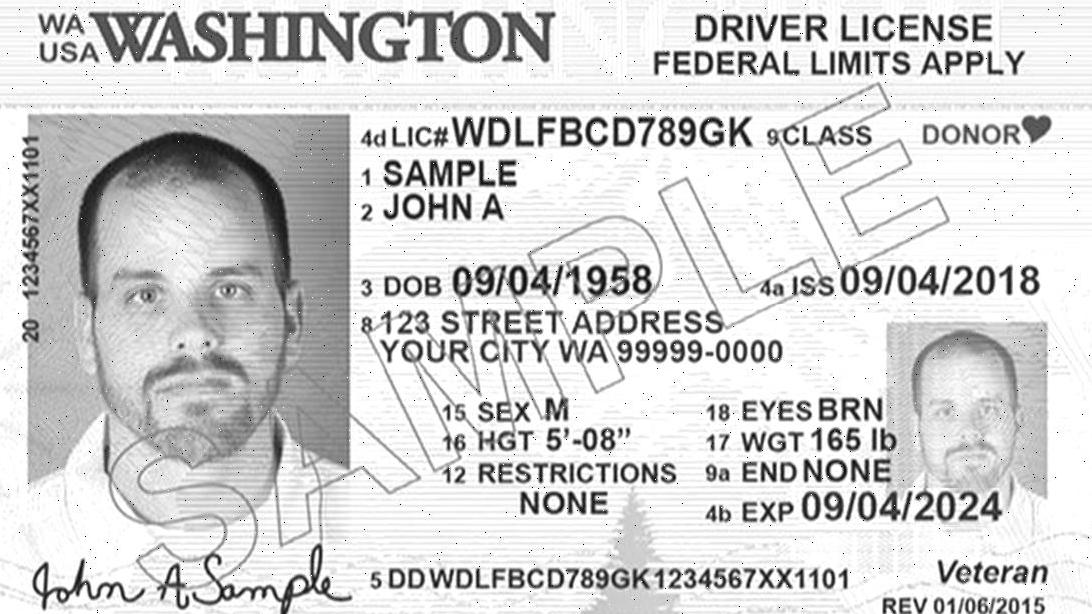 WA
USA WASHINGTON
DRIVER LICENSE
FEDERAL LIMITS APPLY
20 1234567XX1101
4d LIC# WDLFBCD789GK 9 CLASS DONOR
1 SAMPLE
2 JOHN A
3 DOB 09/04/1958 4a ISS 09/04/2018
8 123 STREET ADDRESS
YOUR CITY WA 99999-0000
15 SEX M 18 EYES BRN
16 HGT 5'-08” 17 WGT 165 lb
12 RESTRICTIONS 9a END NONE
NONE
4b EXP 09/04/2024
SAMPLE
John A Sample
5 DD WDLFBCD789GK1234567XX1101
Veteran
REV 01/06/2015